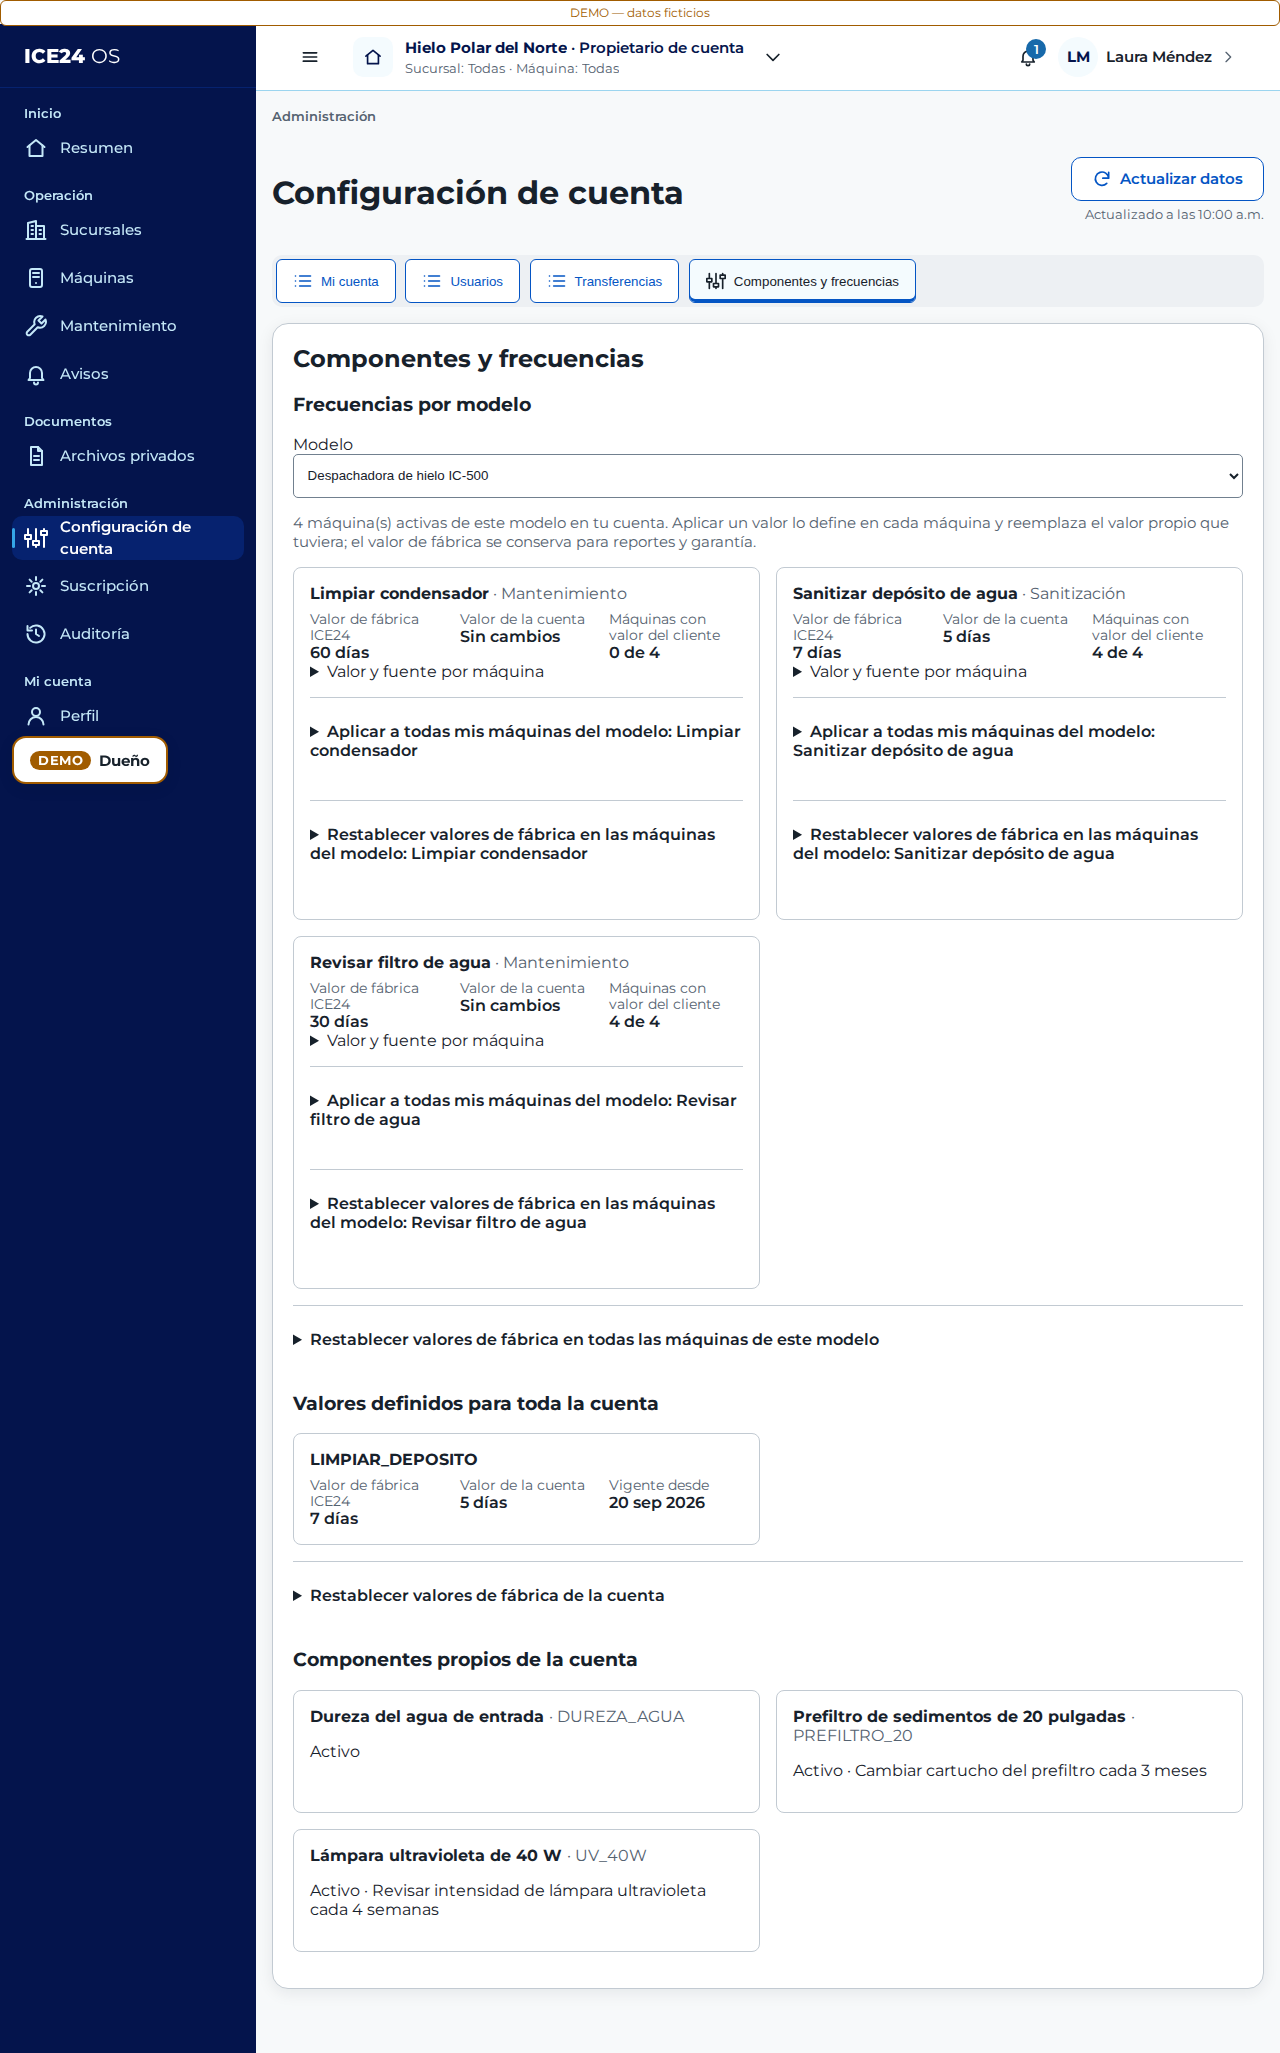 DEMO — datos ficticios
ICE24 OS
Inicio
Resumen
Operación
Sucursales
Máquinas
Mantenimiento
Avisos
Documentos
Archivos privados
Administración
Configuración de
cuenta
Suscripción
Auditoría
Mi cuenta
Perfil
DEMO Dueño
Hielo Polar del Norte · Propietario de cuenta
Sucursal: Todas · Máquina: Todas
1
LM Laura Méndez
Administración
Configuración de cuenta
Actualizar datos
Actualizado a las 10:00 a.m.
Mi cuenta
Usuarios
Transferencias
Componentes y frecuencias
Componentes y frecuencias
Frecuencias por modelo
Modelo
Despachadora de hielo IC-500
4 máquina(s) activas de este modelo en tu cuenta. Aplicar un valor lo define en cada máquina y reemplaza el valor propio que
tuviera; el valor de fábrica se conserva para reportes y garantía.
Limpiar condensador · Mantenimiento
Valor de fábrica
ICE24
60 días
Valor de la cuenta
Sin cambios
Máquinas con
valor del cliente
0 de 4
Valor y fuente por máquina
Aplicar a todas mis máquinas del modelo: Limpiar
condensador
Restablecer valores de fábrica en las máquinas
del modelo: Limpiar condensador
Sanitizar depósito de agua · Sanitización
Valor de fábrica
ICE24
7 días
Valor de la cuenta
5 días
Máquinas con
valor del cliente
4 de 4
Valor y fuente por máquina
Aplicar a todas mis máquinas del modelo:
Sanitizar depósito de agua
Restablecer valores de fábrica en las máquinas
del modelo: Sanitizar depósito de agua
Revisar filtro de agua · Mantenimiento
Valor de fábrica
ICE24
30 días
Valor de la cuenta
Sin cambios
Máquinas con
valor del cliente
4 de 4
Valor y fuente por máquina
Aplicar a todas mis máquinas del modelo: Revisar
filtro de agua
Restablecer valores de fábrica en las máquinas
del modelo: Revisar filtro de agua
Restablecer valores de fábrica en todas las máquinas de este modelo
Valores definidos para toda la cuenta
LIMPIAR_DEPOSITO
Valor de fábrica
ICE24
7 días
Valor de la cuenta
5 días
Vigente desde
20 sep 2026
Restablecer valores de fábrica de la cuenta
Componentes propios de la cuenta
Dureza del agua de entrada · DUREZA_AGUA
Activo
Prefiltro de sedimentos de 20 pulgadas ·
PREFILTRO_20
Activo · Cambiar cartucho del prefiltro cada 3 meses
Lámpara ultravioleta de 40 W · UV_40W
Activo · Revisar intensidad de lámpara ultravioleta
cada 4 semanas